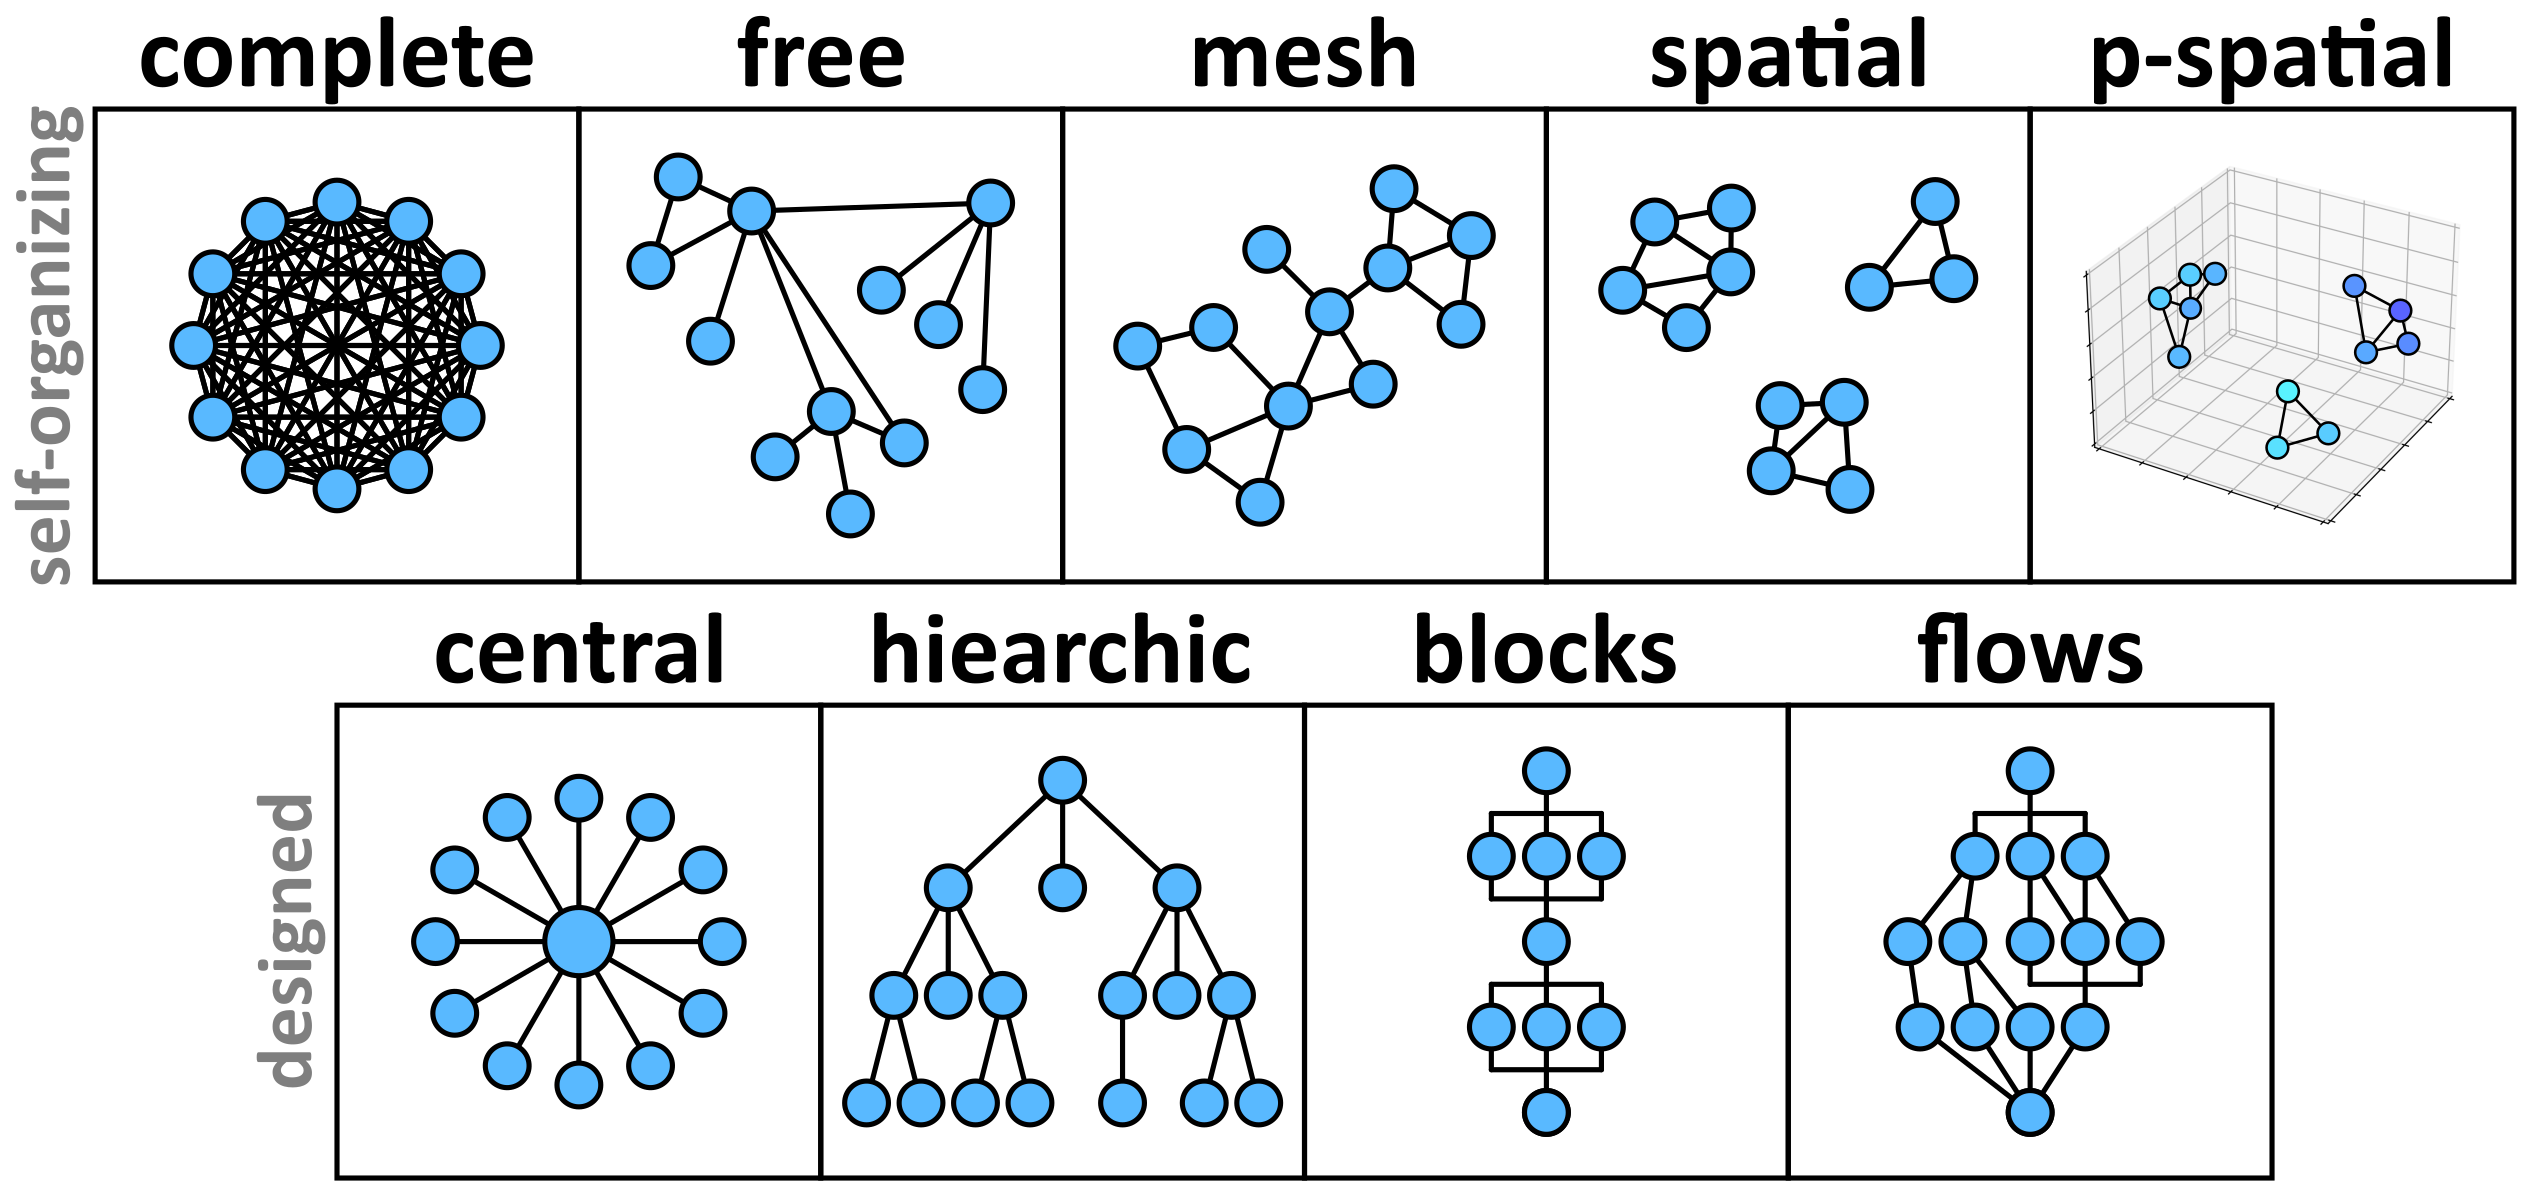 complete free mesh spatial p-spatial
self-organizing
central hiearchic blocks flows
designed